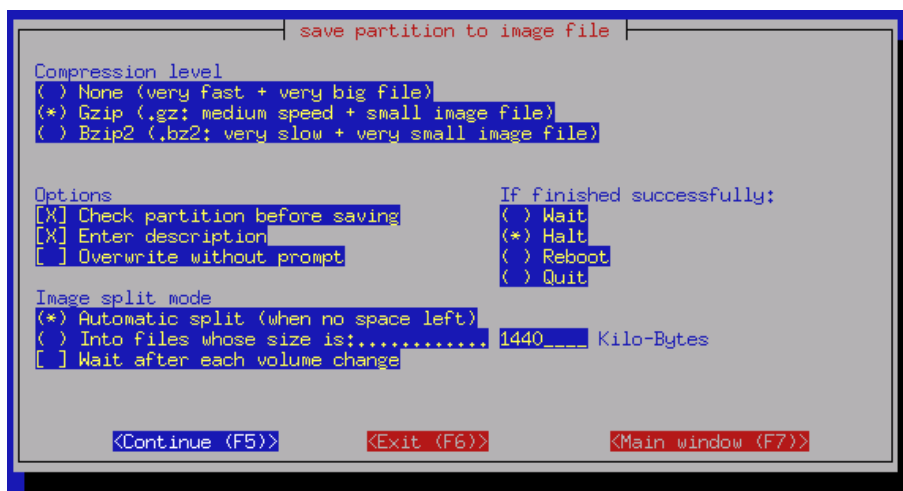 save partition to image file
Compression level
( ) None (very fast + very big file)
(*) Gzip (.gz: medium speed + small image file)
( ) Bzip2 (.bz2: very slow + very small image file)
Options
[X] Check partition before saving
[X] Enter description
[ ] Overwrite without prompt
If finished successfully:
( ) Wait
(*) Halt
( ) Reboot
( ) Quit
Image split mode
(*) Automatic split (when no space left)
( ) Into files whose size is:............ 1440____ Kilo-Bytes
[ ] Wait after each volume change
<Continue (F5)> <Exit (F6)> <Main window (F7)>